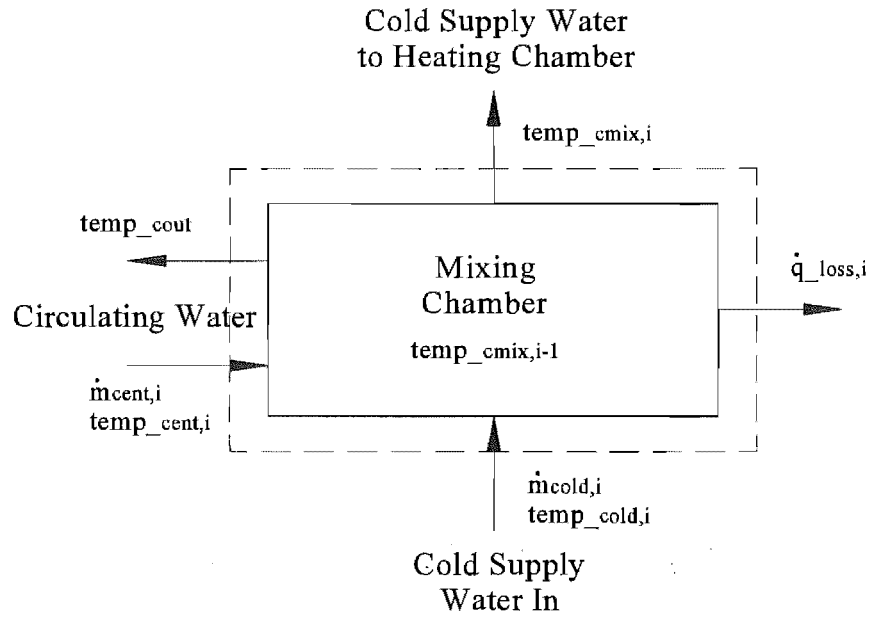 Cold Supply Water
to Heating Chamber
temp_cmix,i
temp_cout
Mixing
Chamber
q̇_loss,i
Circulating Water
temp_cmix,i-1
ṁcent,i
temp_cent,i
ṁcold,i
temp_cold,i
Cold Supply
Water In